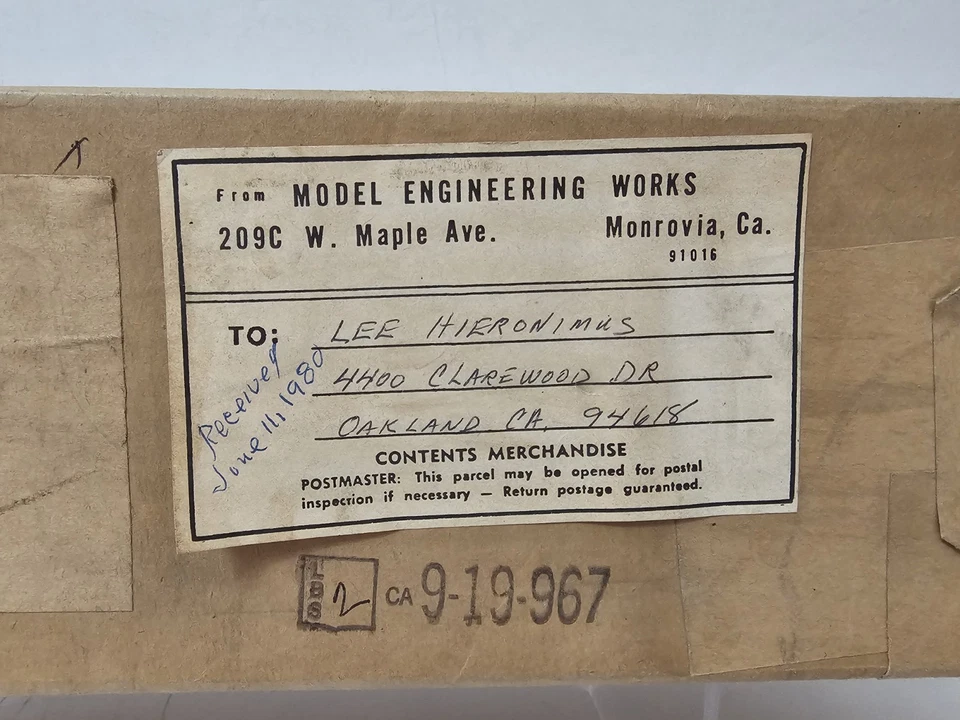 From MODEL ENGINEERING WORKS
209C W. Maple Ave. Monrovia, Ca.
91016
TO: LEE HIERONIMUS
4400 CLAREWOOD DR
OAKLAND CA. 94618
Received
June 11, 1980
CONTENTS MERCHANDISE
POSTMASTER: This parcel may be opened for postal
inspection if necessary — Return postage guaranteed.
LBS 2 CA 9-19-967